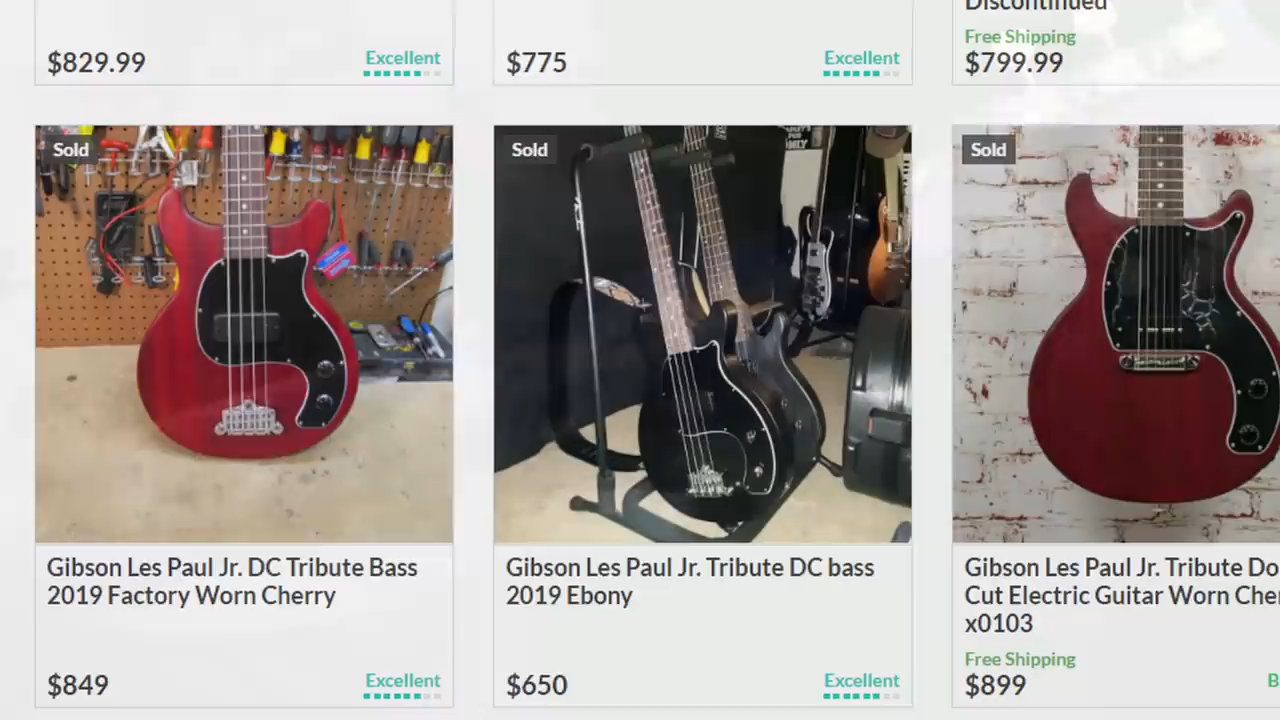 Discontinued
Free Shipping
$829.99
Excellent
$775
Excellent
$799.99
Sold
Sold
Sold
ONLY
Gibson Les Paul Jr. DC Tribute Bass
2019 Factory Worn Cherry
$849
Excellent
Gibson Les Paul Jr. Tribute DC bass
2019 Ebony
$650
Excellent
Gibson Les Paul Jr. Tribute Do
Cut Electric Guitar Worn Che
x0103
Free Shipping
$899
B